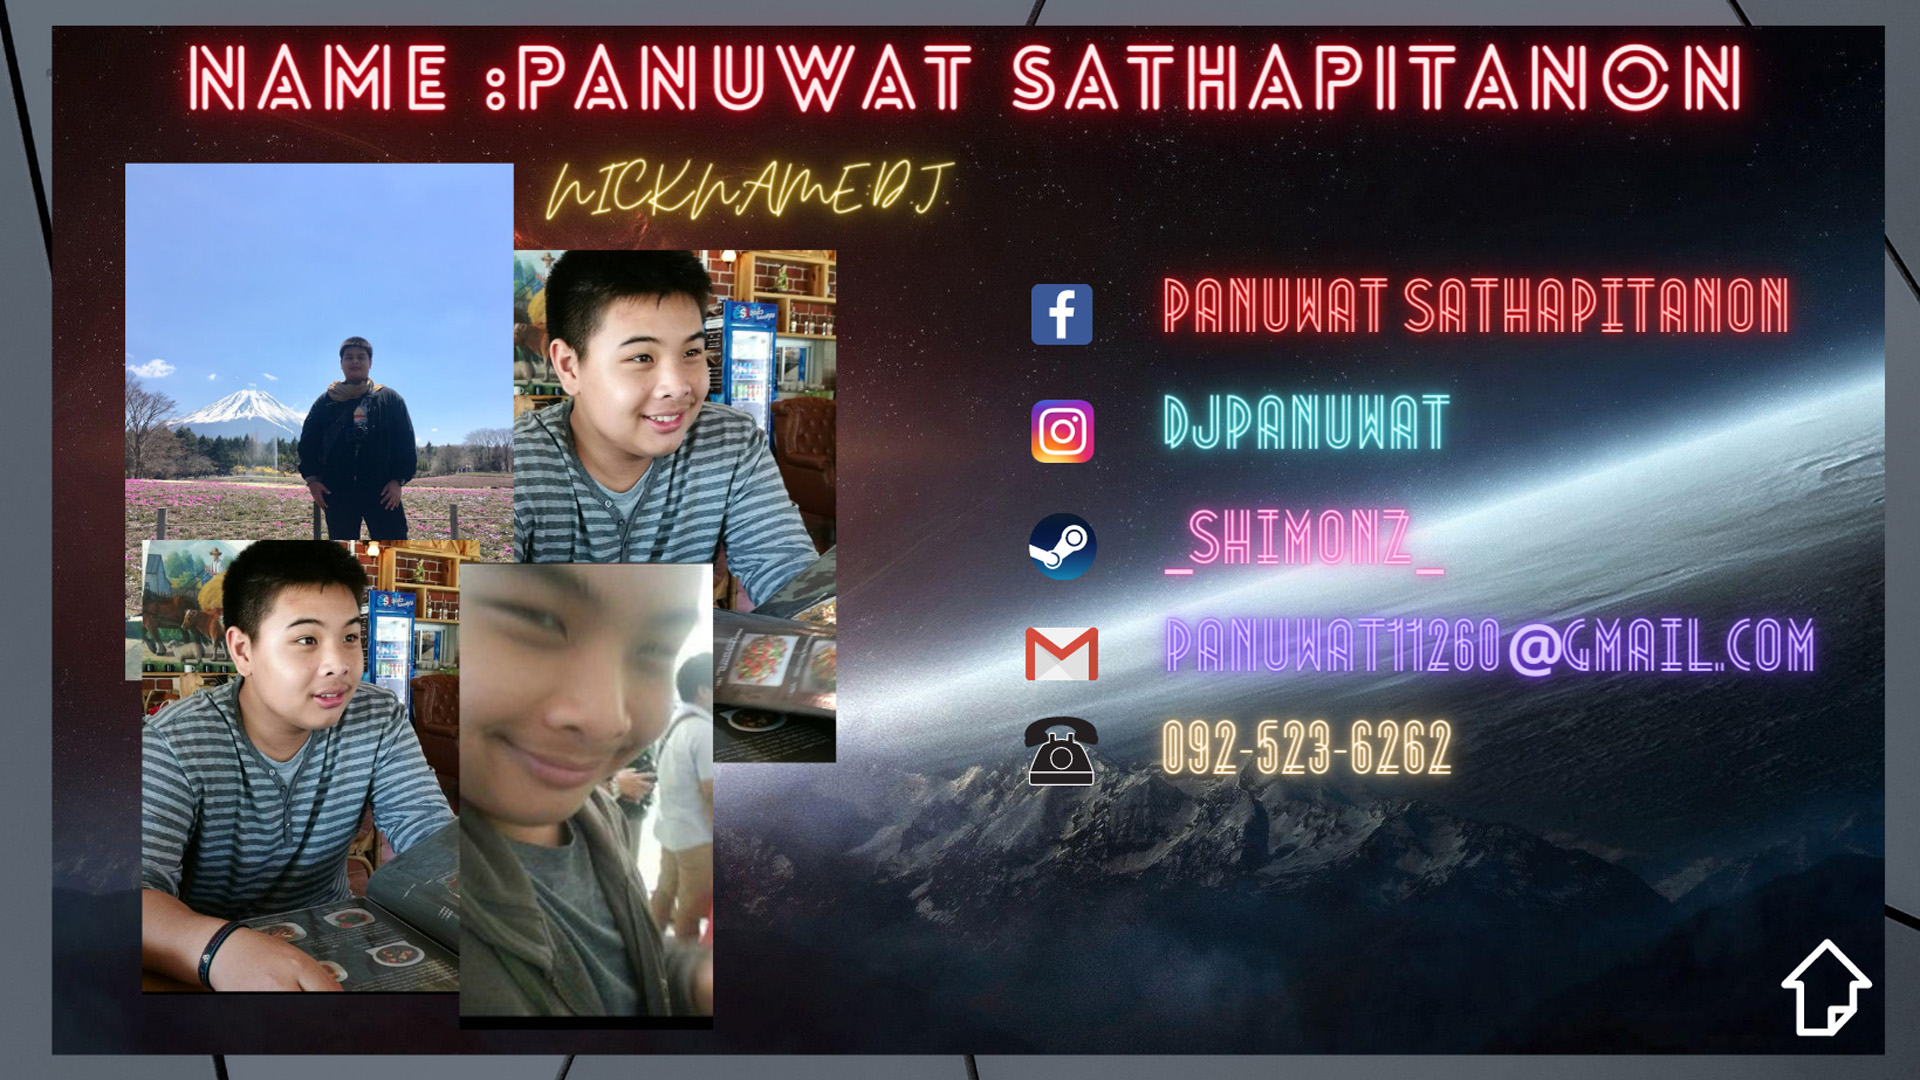 NAME :PANUWAT SATHAPITANON
NICKNAME:DJ
PANUWAT SATHAPITANON
DJPANUWAT
_SHIMONZ_
PANUWAT11260@GMAIL.COM
092-523-6262